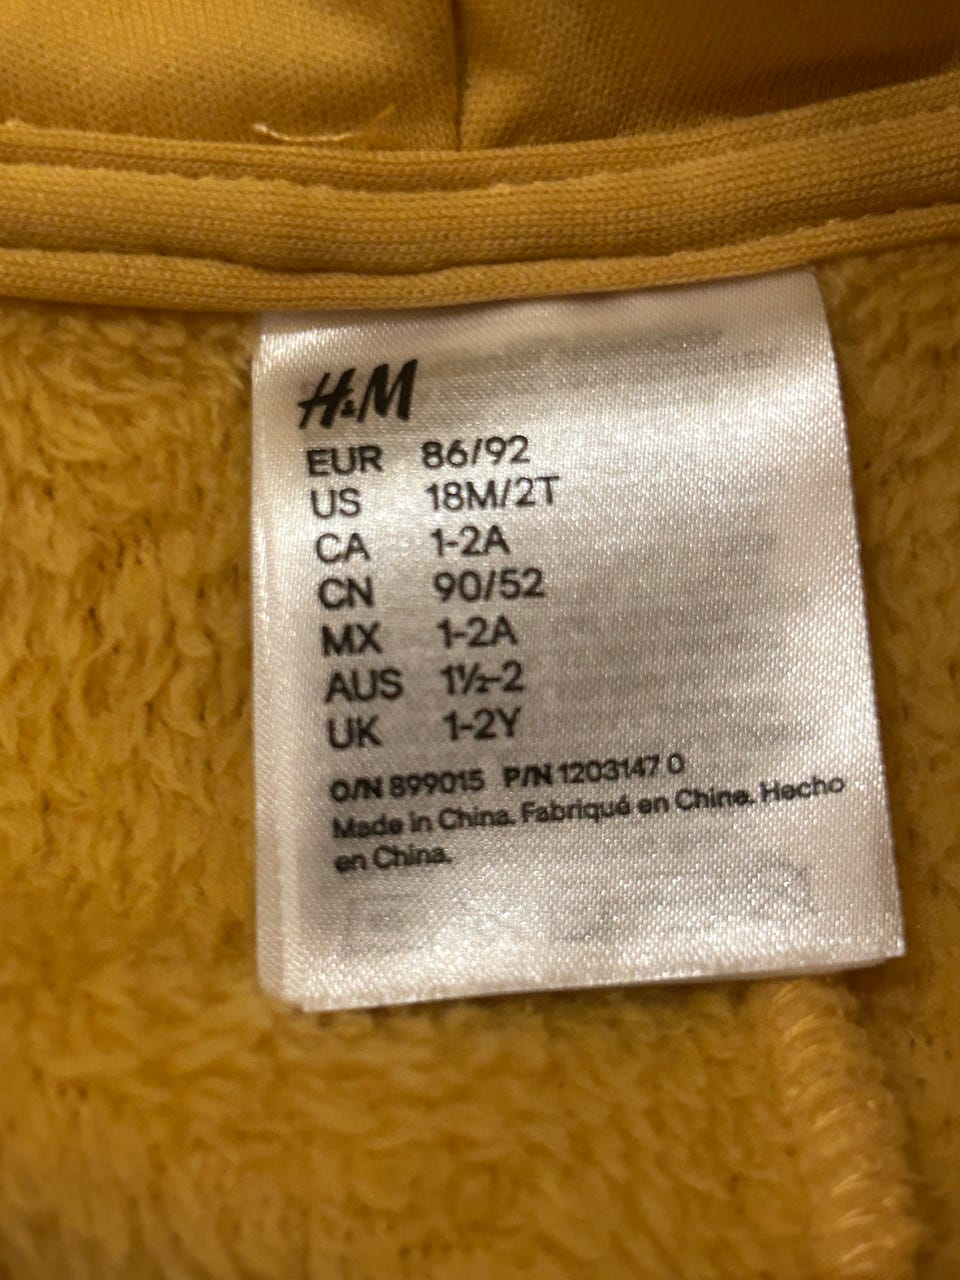 H&M
EUR 86/92
US 18M/2T
CA 1-2A
CN 90/52
MX 1-2A
AUS 1½-2
UK 1-2Y
O/N 899015 P/N 1203147 0
Made in China. Fabriqué en Chine. Hecho
en China.